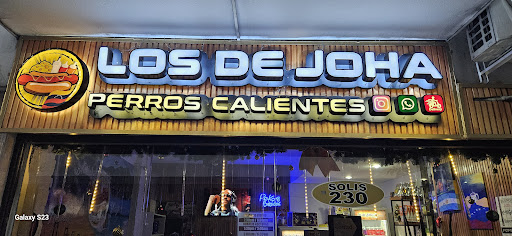 LOS DE JOHA
PERROS CALIENTES
SOLIS
230
Galaxy S23